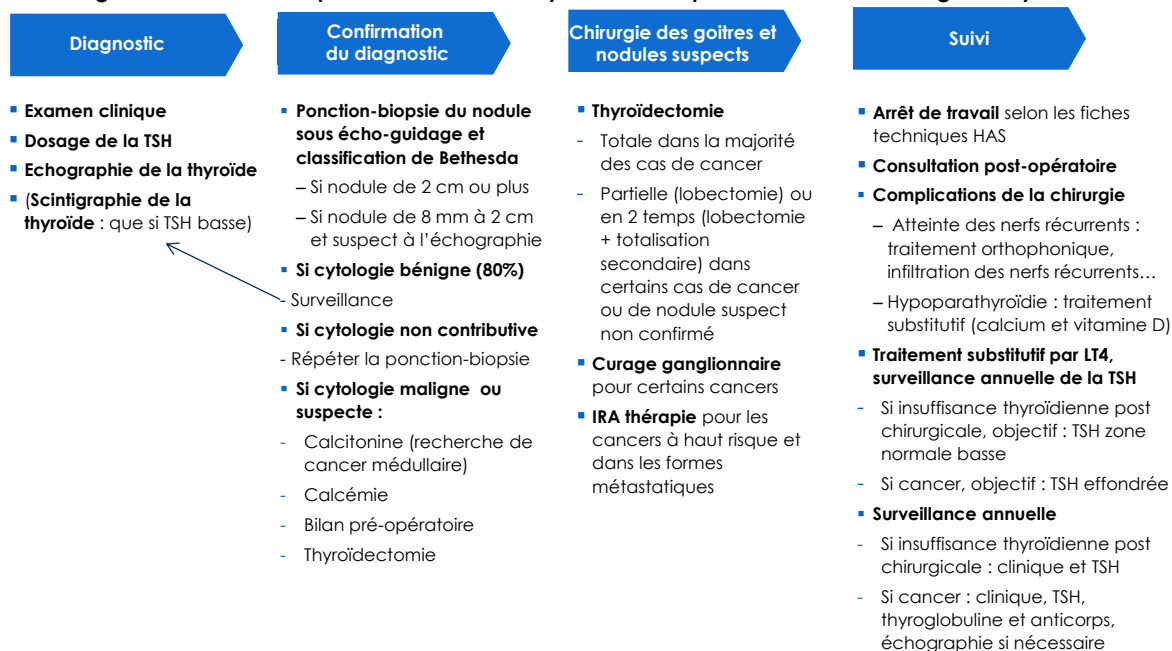 Diagnostic
Examen clinique
Dosage de la TSH
Echographie de la thyroïde
(Scintigraphie de la
thyroïde : que si TSH basse)
Confirmation
du diagnostic
Ponction-biopsie du nodule
sous écho-guidage et
classification de Bethesda
– Si nodule de 2 cm ou plus
– Si nodule de 8 mm à 2 cm
et suspect à l'échographie
Si cytologie bénigne (80%)
- Surveillance
Si cytologie non contributive
- Répéter la ponction-biopsie
Si cytologie maligne ou
suspecte :
- Calcitonine (recherche de
cancer médullaire)
- Calcémie
- Bilan pré-opératoire
- Thyroïdectomie
Chirurgie des goitres et
nodules suspects
Thyroïdectomie
- Totale dans la majorité
des cas de cancer
- Partielle (lobectomie) ou
en 2 temps (lobectomie
+ totalisation
secondaire) dans
certains cas de cancer
ou de nodule suspect
non confirmé
Curage ganglionnaire
pour certains cancers
IRA thérapie pour les
cancers à haut risque et
dans les formes
métastatiques
Suivi
Arrêt de travail selon les fiches
techniques HAS
Consultation post-opératoire
Complications de la chirurgie
– Atteinte des nerfs récurrents :
traitement orthophonique,
infiltration des nerfs récurrents…
– Hypoparathyroïdie : traitement
substitutif (calcium et vitamine D)
Traitement substitutif par LT4,
surveillance annuelle de la TSH
- Si insuffisance thyroïdienne post
chirurgicale, objectif : TSH zone
normale basse
- Si cancer, objectif : TSH effondrée
Surveillance annuelle
- Si insuffisance thyroïdienne post
chirurgicale : clinique et TSH
- Si cancer : clinique, TSH,
thyroglobuline et anticorps,
échographie si nécessaire